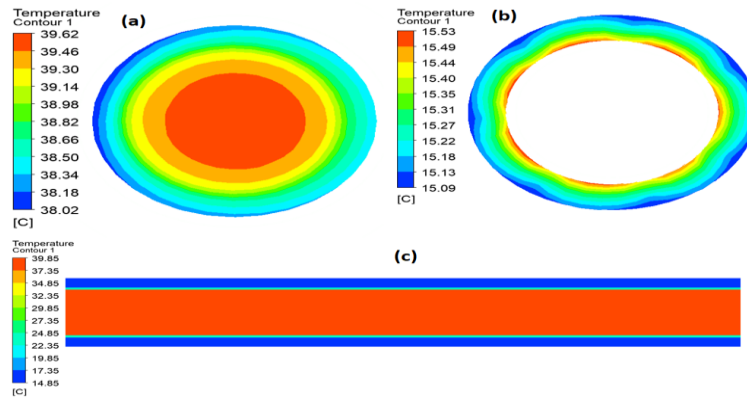 Temperature
Contour 1
(a)
39.62
39.46
39.30
39.14
38.98
38.82
38.66
38.50
38.34
38.18
38.02
[C]
Temperature
Contour 1
(b)
15.53
15.49
15.44
15.40
15.35
15.31
15.27
15.22
15.18
15.13
15.09
[C]
Temperature
Contour 1
(c)
39.85
37.35
34.85
32.35
29.85
27.35
24.85
22.35
19.85
17.35
14.85
[C]